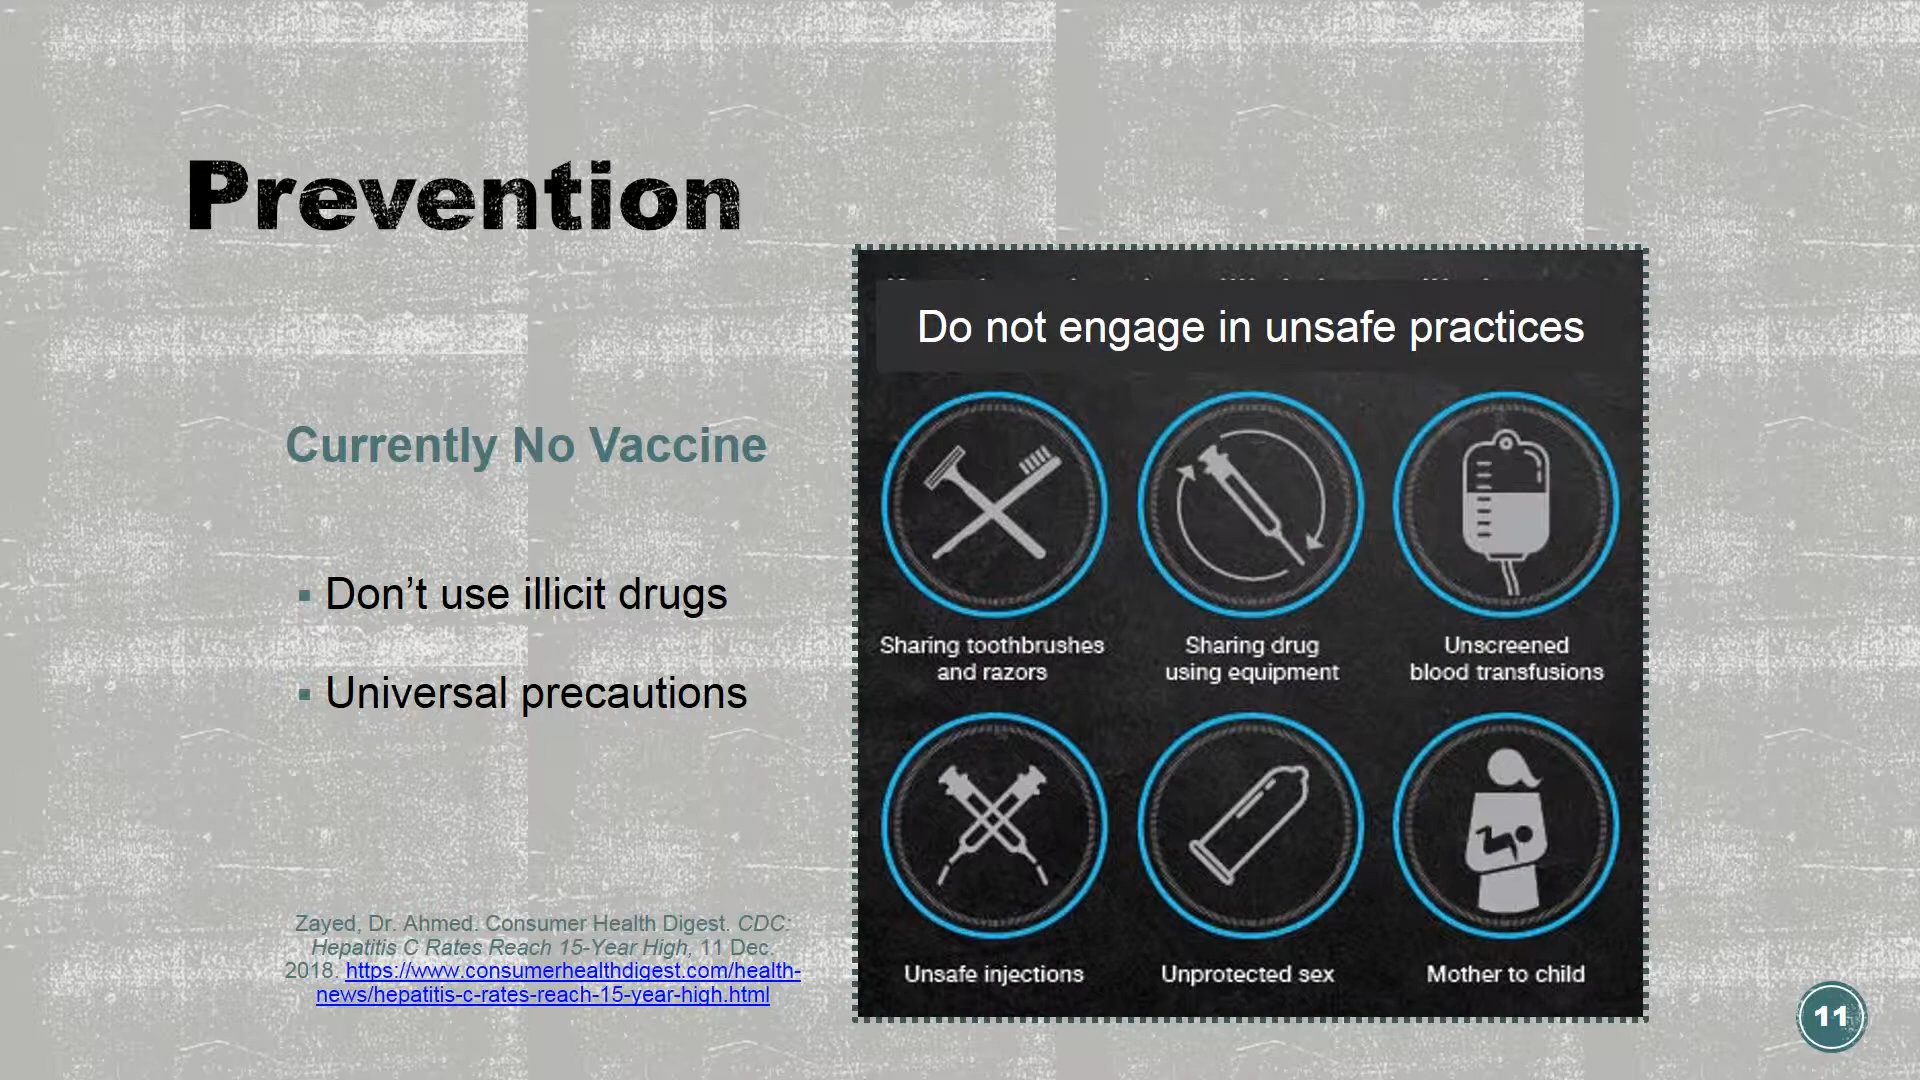 Prevention
Currently No Vaccine
▪ Don’t use illicit drugs
▪ Universal precautions
Zayed, Dr. Ahmed. Consumer Health Digest. CDC:
Hepatitis C Rates Reach 15-Year High, 11 Dec.
2018. https://www.consumerhealthdigest.com/health-
news/hepatitis-c-rates-reach-15-year-high.html
Do not engage in unsafe practices
Sharing toothbrushes
and razors
Sharing drug
using equipment
Unscreened
blood transfusions
Unsafe injections
Unprotected sex
Mother to child
11